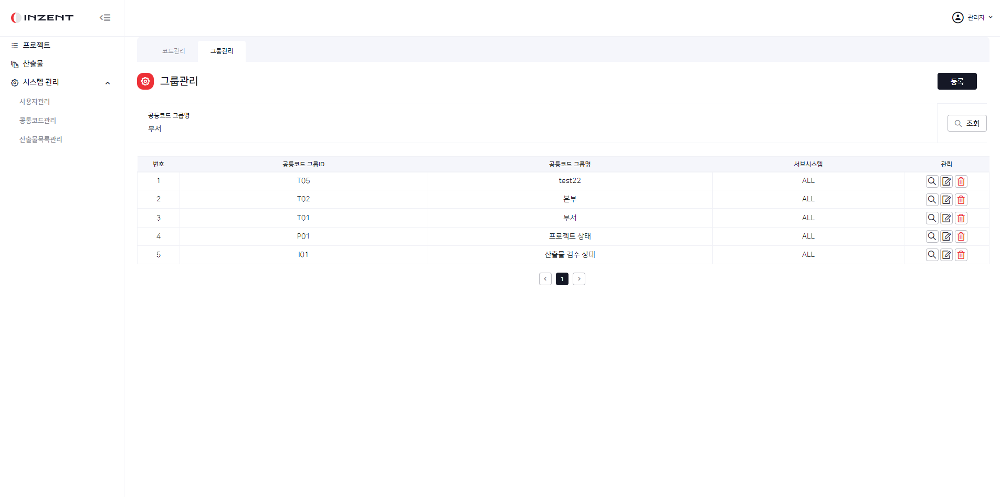 INZENT
관리자
프로젝트
산출물
시스템 관리
사용자관리
공통코드관리
산출물목록관리
코드관리
그룹관리
그룹관리
등록
공통코드 그룹명
부서
조회
번호 공통코드 그룹ID 공통코드 그룹명 서브시스템 관리
1 T05 test22 ALL
2 T02 본부 ALL
3 T01 부서 ALL
4 P01 프로젝트 상태 ALL
5 I01 산출물 검수 상태 ALL
1